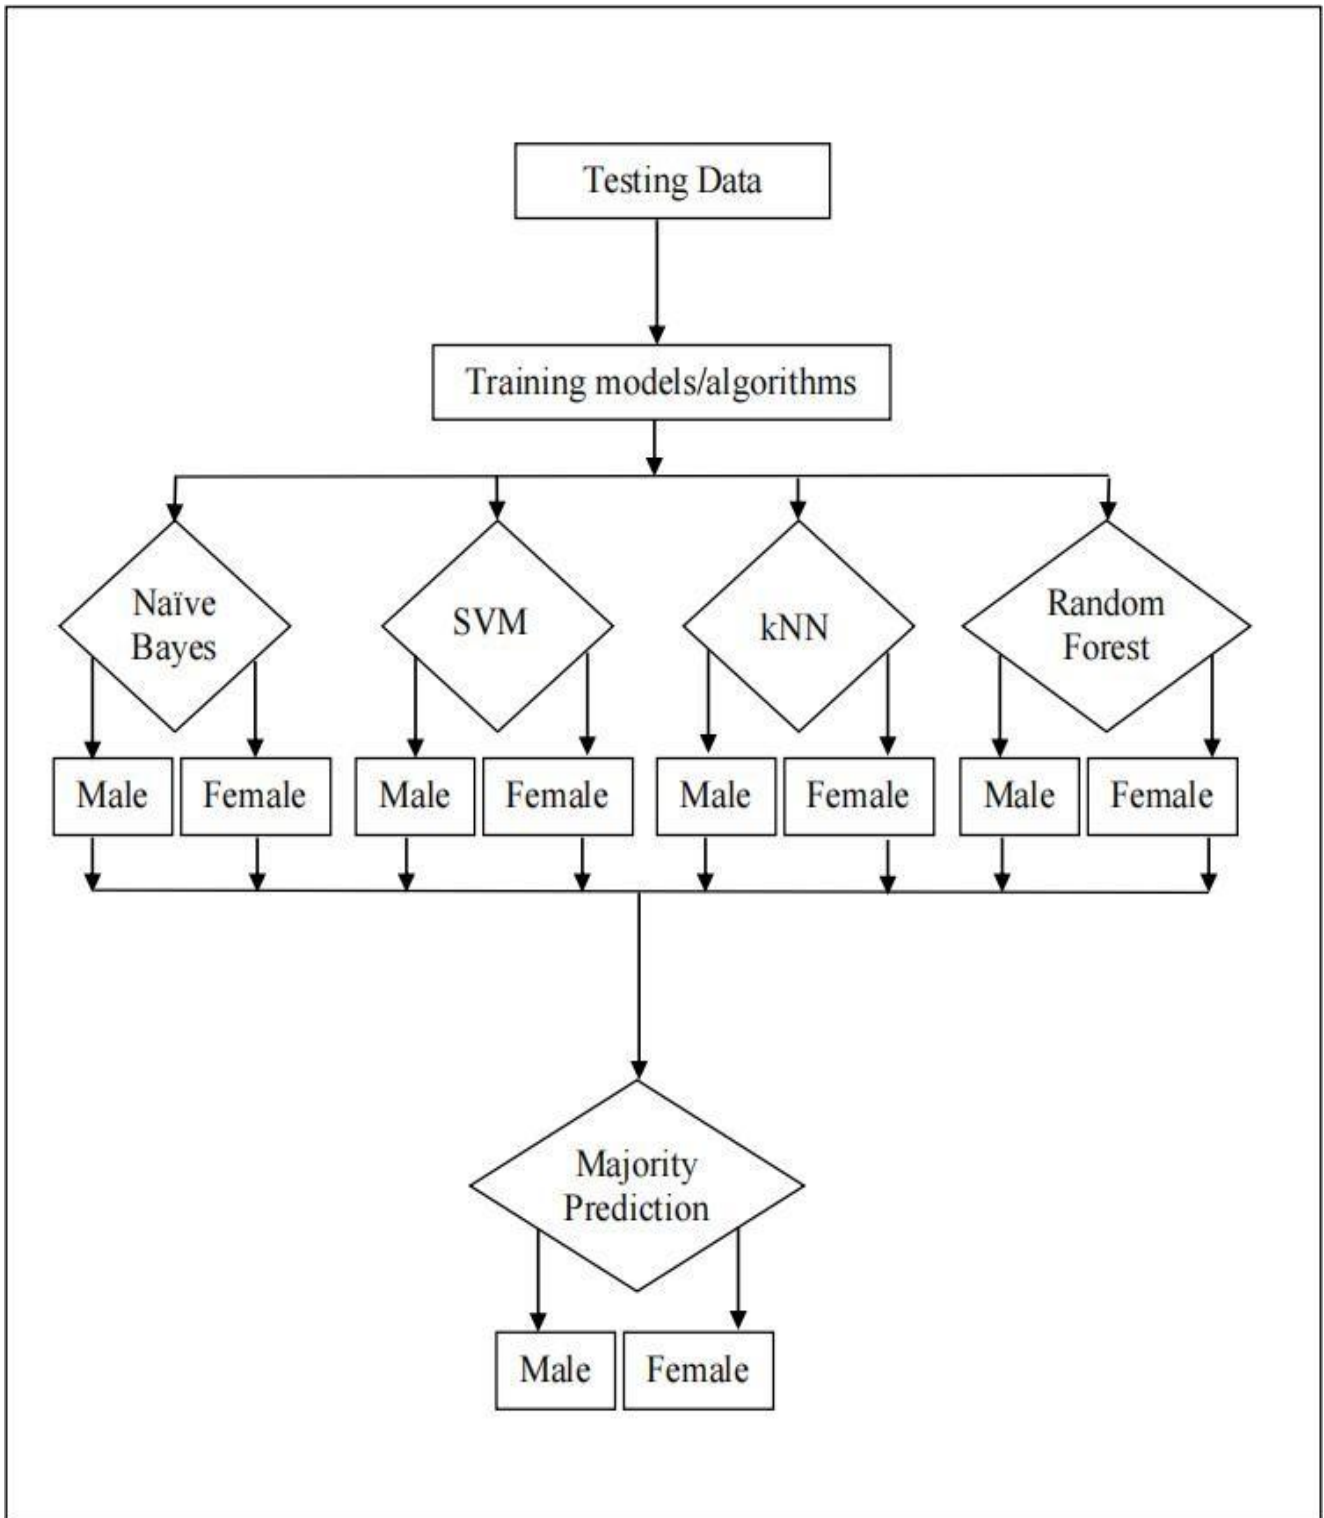 Testing Data
Training models/algorithms
Naïve
Bayes
SVM
kNN
Random
Forest
Male
Female
Male
Female
Male
Female
Male
Female
Majority
Prediction
Male
Female